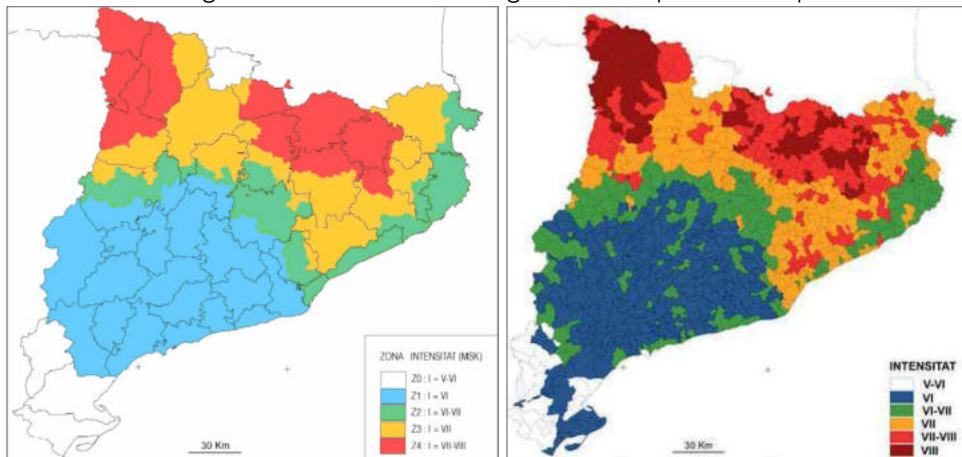 ZONA INTENSITAT (MSK)
Z0 : I = V-VI
Z1 : I = VI
Z2 : I = VI-VII
Z3 : I = VII
Z4 : I = VII-VIII
30 Km
INTENSITAT
V-VI
VI
VI-VII
VII
VII-VIII
VIII
30 Km